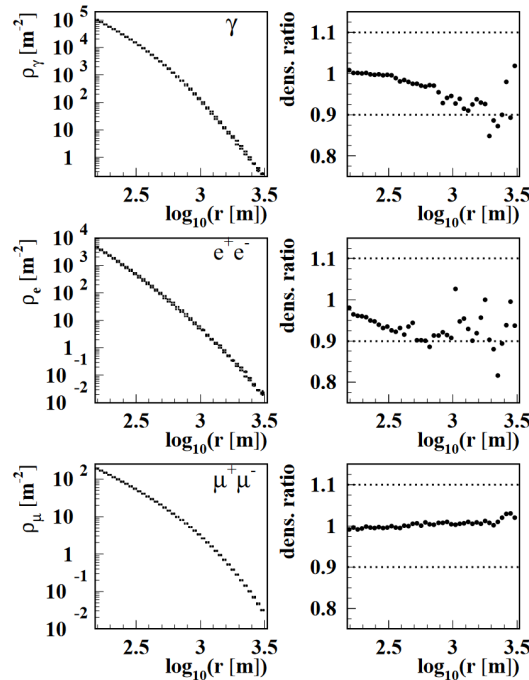 ρ_γ [m^-2]
10^5
10^4
10^3
10^2
10
1
γ
2.5 3 3.5
log_10(r [m])
dens. ratio
1.1
1
0.9
0.8
2.5 3 3.5
log_10(r [m])
ρ_e [m^-2]
10^4
10^3
10^2
10
1
10^-1
10^-2
10
e^+e^-
2.5 3 3.5
log_10(r [m])
dens. ratio
1.1
1
0.9
0.8
2.5 3 3.5
log_10(r [m])
ρ_μ [m^-2]
10^2
10
1
10^-1
10^-2
10
μ^+μ^-
2.5 3 3.5
log_10(r [m])
dens. ratio
1.1
1
0.9
0.8
2.5 3 3.5
log_10(r [m])